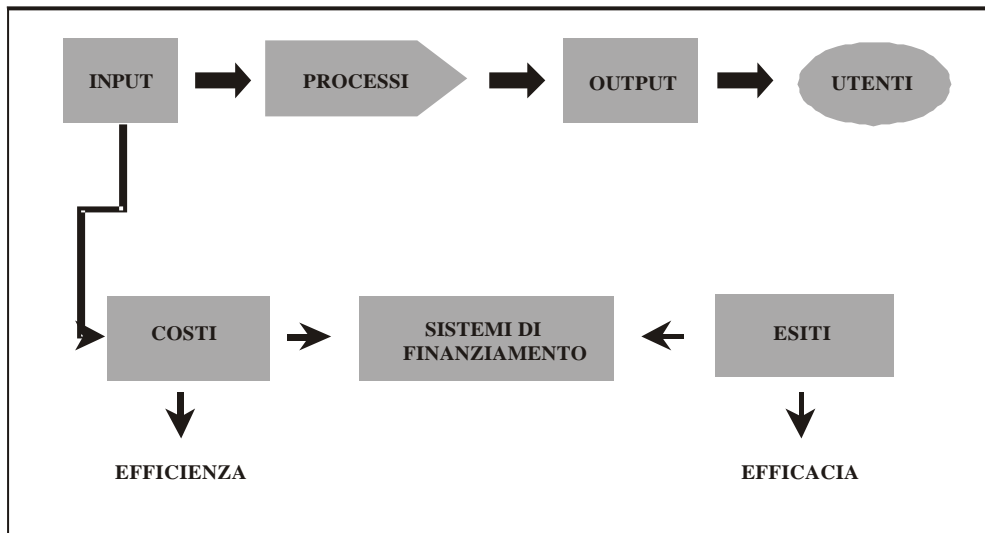 INPUT
PROCESSI
OUTPUT
UTENTI
COSTI
SISTEMI DI
FINANZIAMENTO
ESITI
EFFICIENZA
EFFICACIA